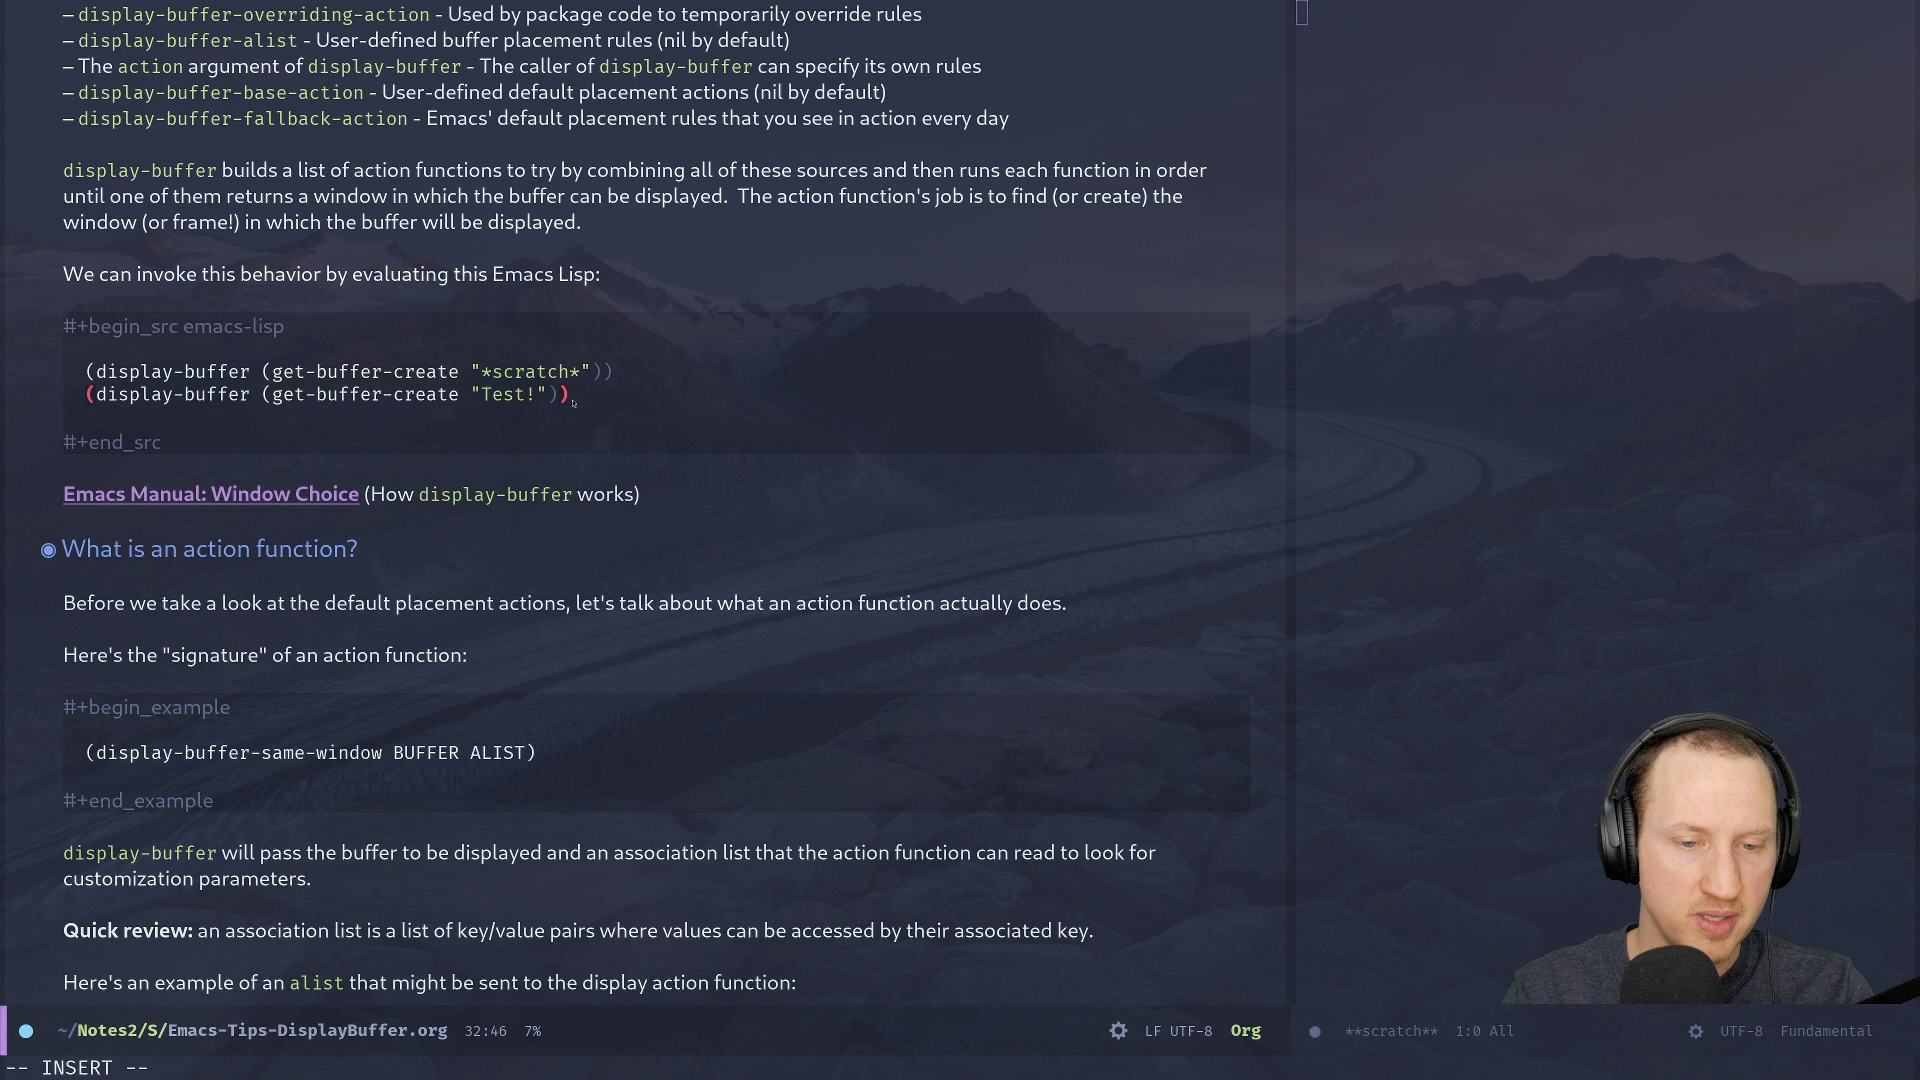 – display-buffer-overriding-action - Used by package code to temporarily override rules
– display-buffer-alist - User-defined buffer placement rules (nil by default)
– The action argument of display-buffer - The caller of display-buffer can specify its own rules
– display-buffer-base-action - User-defined default placement actions (nil by default)
– display-buffer-fallback-action - Emacs' default placement rules that you see in action every day
display-buffer builds a list of action functions to try by combining all of these sources and then runs each function in order
until one of them returns a window in which the buffer can be displayed.  The action function's job is to find (or create) the
window (or frame!) in which the buffer will be displayed.
We can invoke this behavior by evaluating this Emacs Lisp:
#+begin_src emacs-lisp
(display-buffer (get-buffer-create "*scratch*"))
(display-buffer (get-buffer-create "Test!"))
#+end_src
Emacs Manual: Window Choice (How display-buffer works)
◉ What is an action function?
Before we take a look at the default placement actions, let's talk about what an action function actually does.
Here's the "signature" of an action function:
#+begin_example
(display-buffer-same-window BUFFER ALIST)
#+end_example
display-buffer will pass the buffer to be displayed and an association list that the action function can read to look for
customization parameters.
Quick review: an association list is a list of key/value pairs where values can be accessed by their associated key.
Here's an example of an alist that might be sent to the display action function:
~/Notes2/S/Emacs-Tips-DisplayBuffer.org 32:46 7% LF UTF-8 Org
**scratch** 1:0 All UTF-8 Fundamental
-- INSERT --